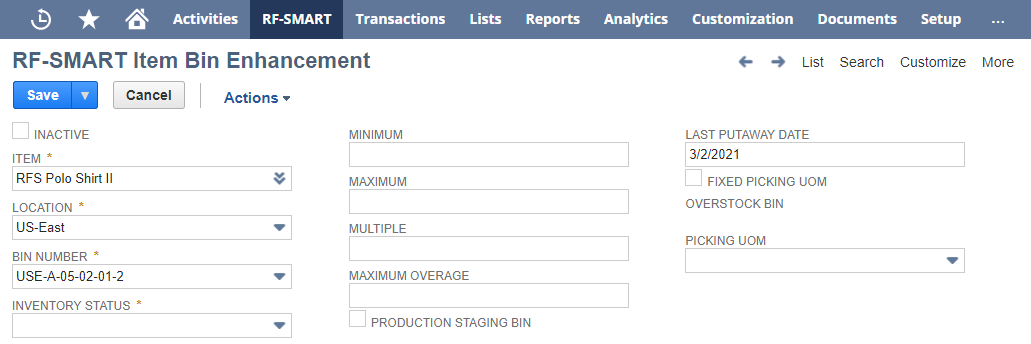 Activities RF-SMART Transactions Lists Reports Analytics Customization Documents Setup ...
RF-SMART Item Bin Enhancement
List Search Customize More
Save Cancel Actions
INACTIVE
ITEM *
RFS Polo Shirt II
LOCATION *
US-East
BIN NUMBER *
USE-A-05-02-01-2
INVENTORY STATUS *
MINIMUM
MAXIMUM
MULTIPLE
MAXIMUM OVERAGE
PRODUCTION STAGING BIN
LAST PUTAWAY DATE
3/2/2021
FIXED PICKING UOM
OVERSTOCK BIN
PICKING UOM